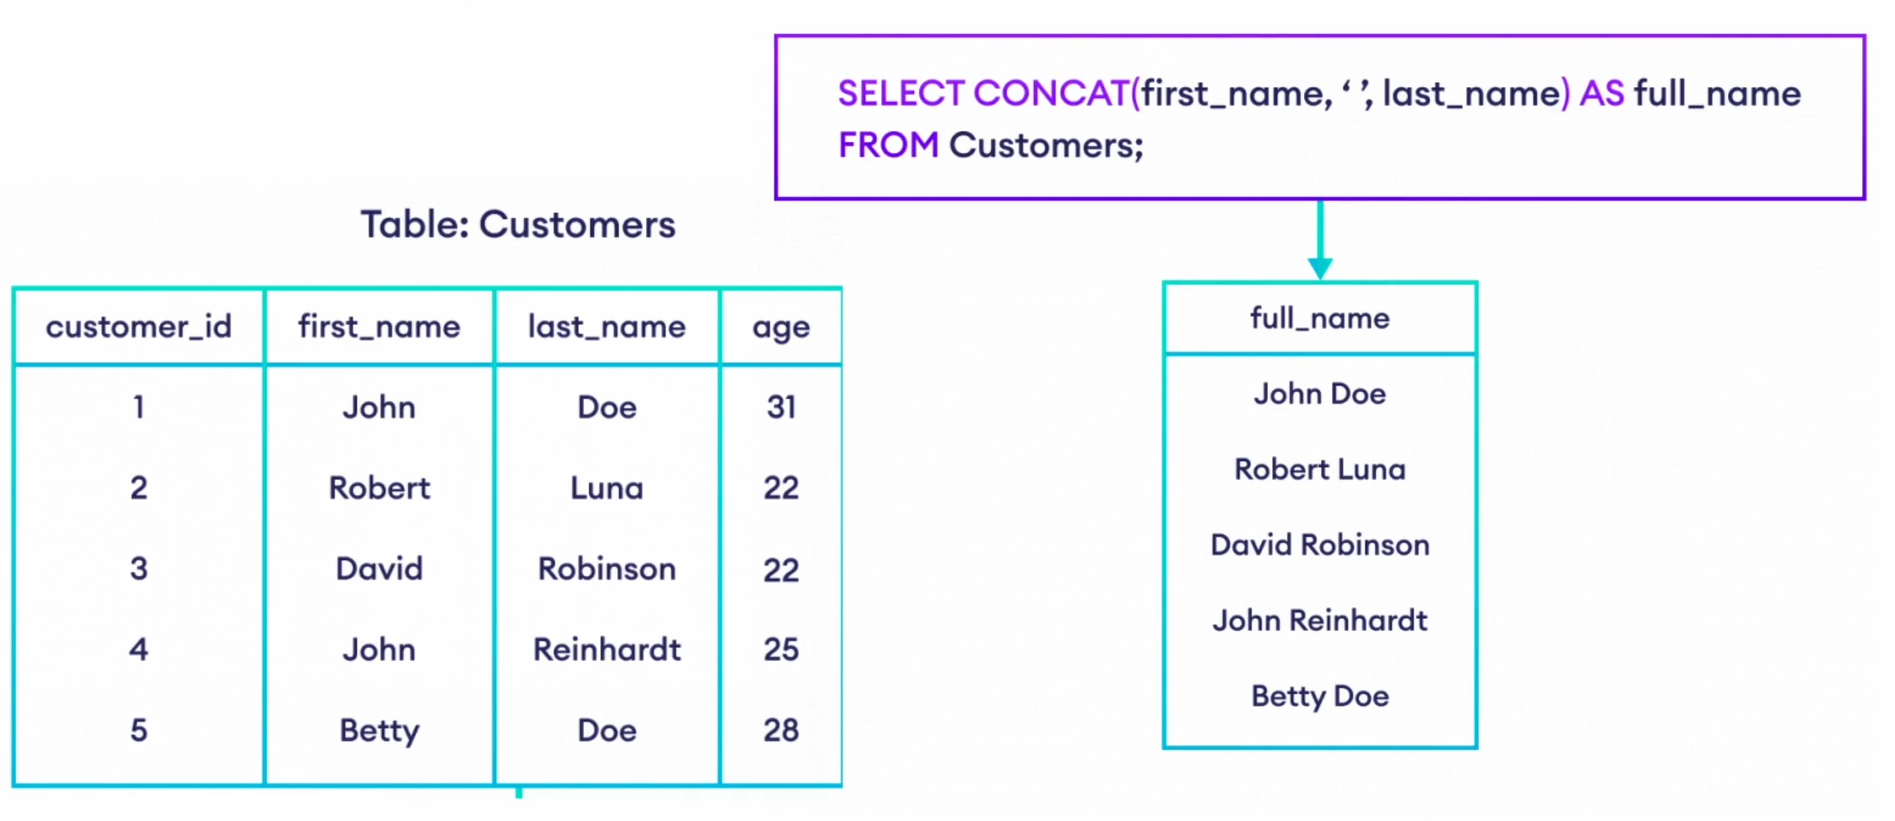 SELECT CONCAT(first_name, ‘ ’, last_name) AS full_name
FROM Customers;
Table: Customers
customer_id first_name last_name age
1 John Doe 31
2 Robert Luna 22
3 David Robinson 22
4 John Reinhardt 25
5 Betty Doe 28
full_name
John Doe
Robert Luna
David Robinson
John Reinhardt
Betty Doe